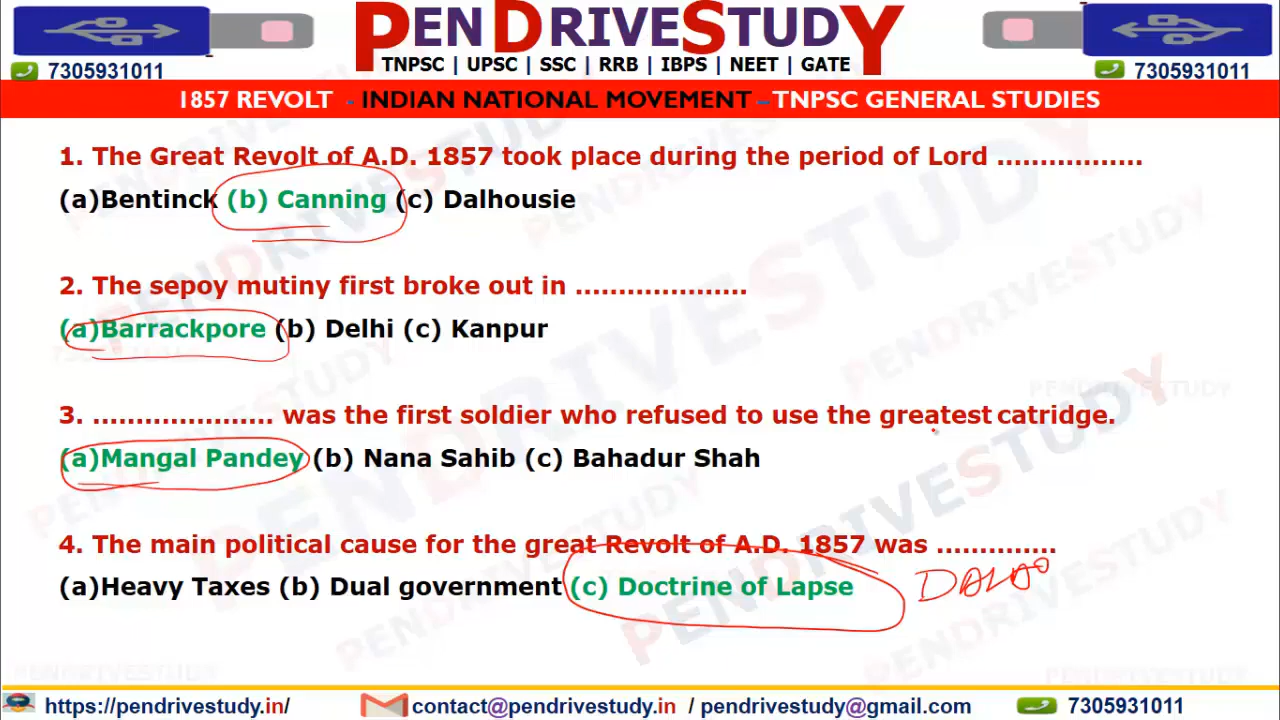 PENDRIVESTUDY
TNPSC | UPSC | SSC | RRB | IBPS | NEET | GATE
7305931011
7305931011
1857 REVOLT - INDIAN NATIONAL MOVEMENT – TNPSC GENERAL STUDIES
1. The Great Revolt of A.D. 1857 took place during the period of Lord .................
(a)Bentinck (b) Canning (c) Dalhousie
2. The sepoy mutiny first broke out in ....................
(a)Barrackpore (b) Delhi (c) Kanpur
3. ..................... was the first soldier who refused to use the greatest catridge.
(a)Mangal Pandey (b) Nana Sahib (c) Bahadur Shah
4. The main political cause for the great Revolt of A.D. 1857 was ..............
(a)Heavy Taxes (b) Dual government (c) Doctrine of Lapse
https://pendrivestudy.in/ contact@pendrivestudy.in / pendrivestudy@gmail.com 7305931011